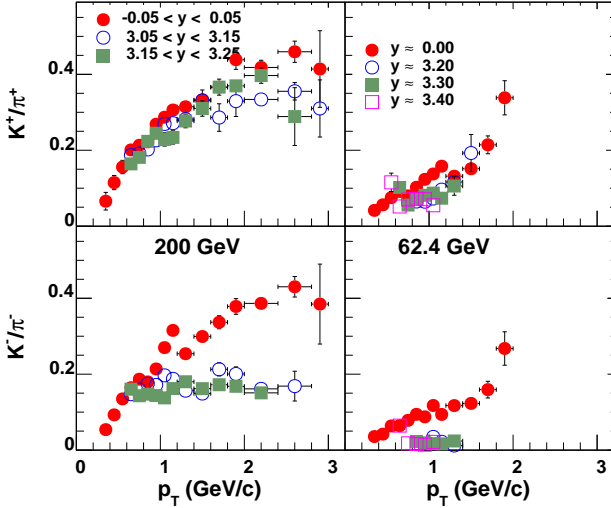 -0.05 < y < 0.05
3.05 < y < 3.15
3.15 < y < 3.25
y ≈ 0.00
y ≈ 3.20
y ≈ 3.30
y ≈ 3.40
K⁺/π⁺
0.4
0.2
0
200 GeV
62.4 GeV
K⁻/π⁻
0.4
0.2
0
0 1 2 3
1 2 3
p_T (GeV/c)
p_T (GeV/c)